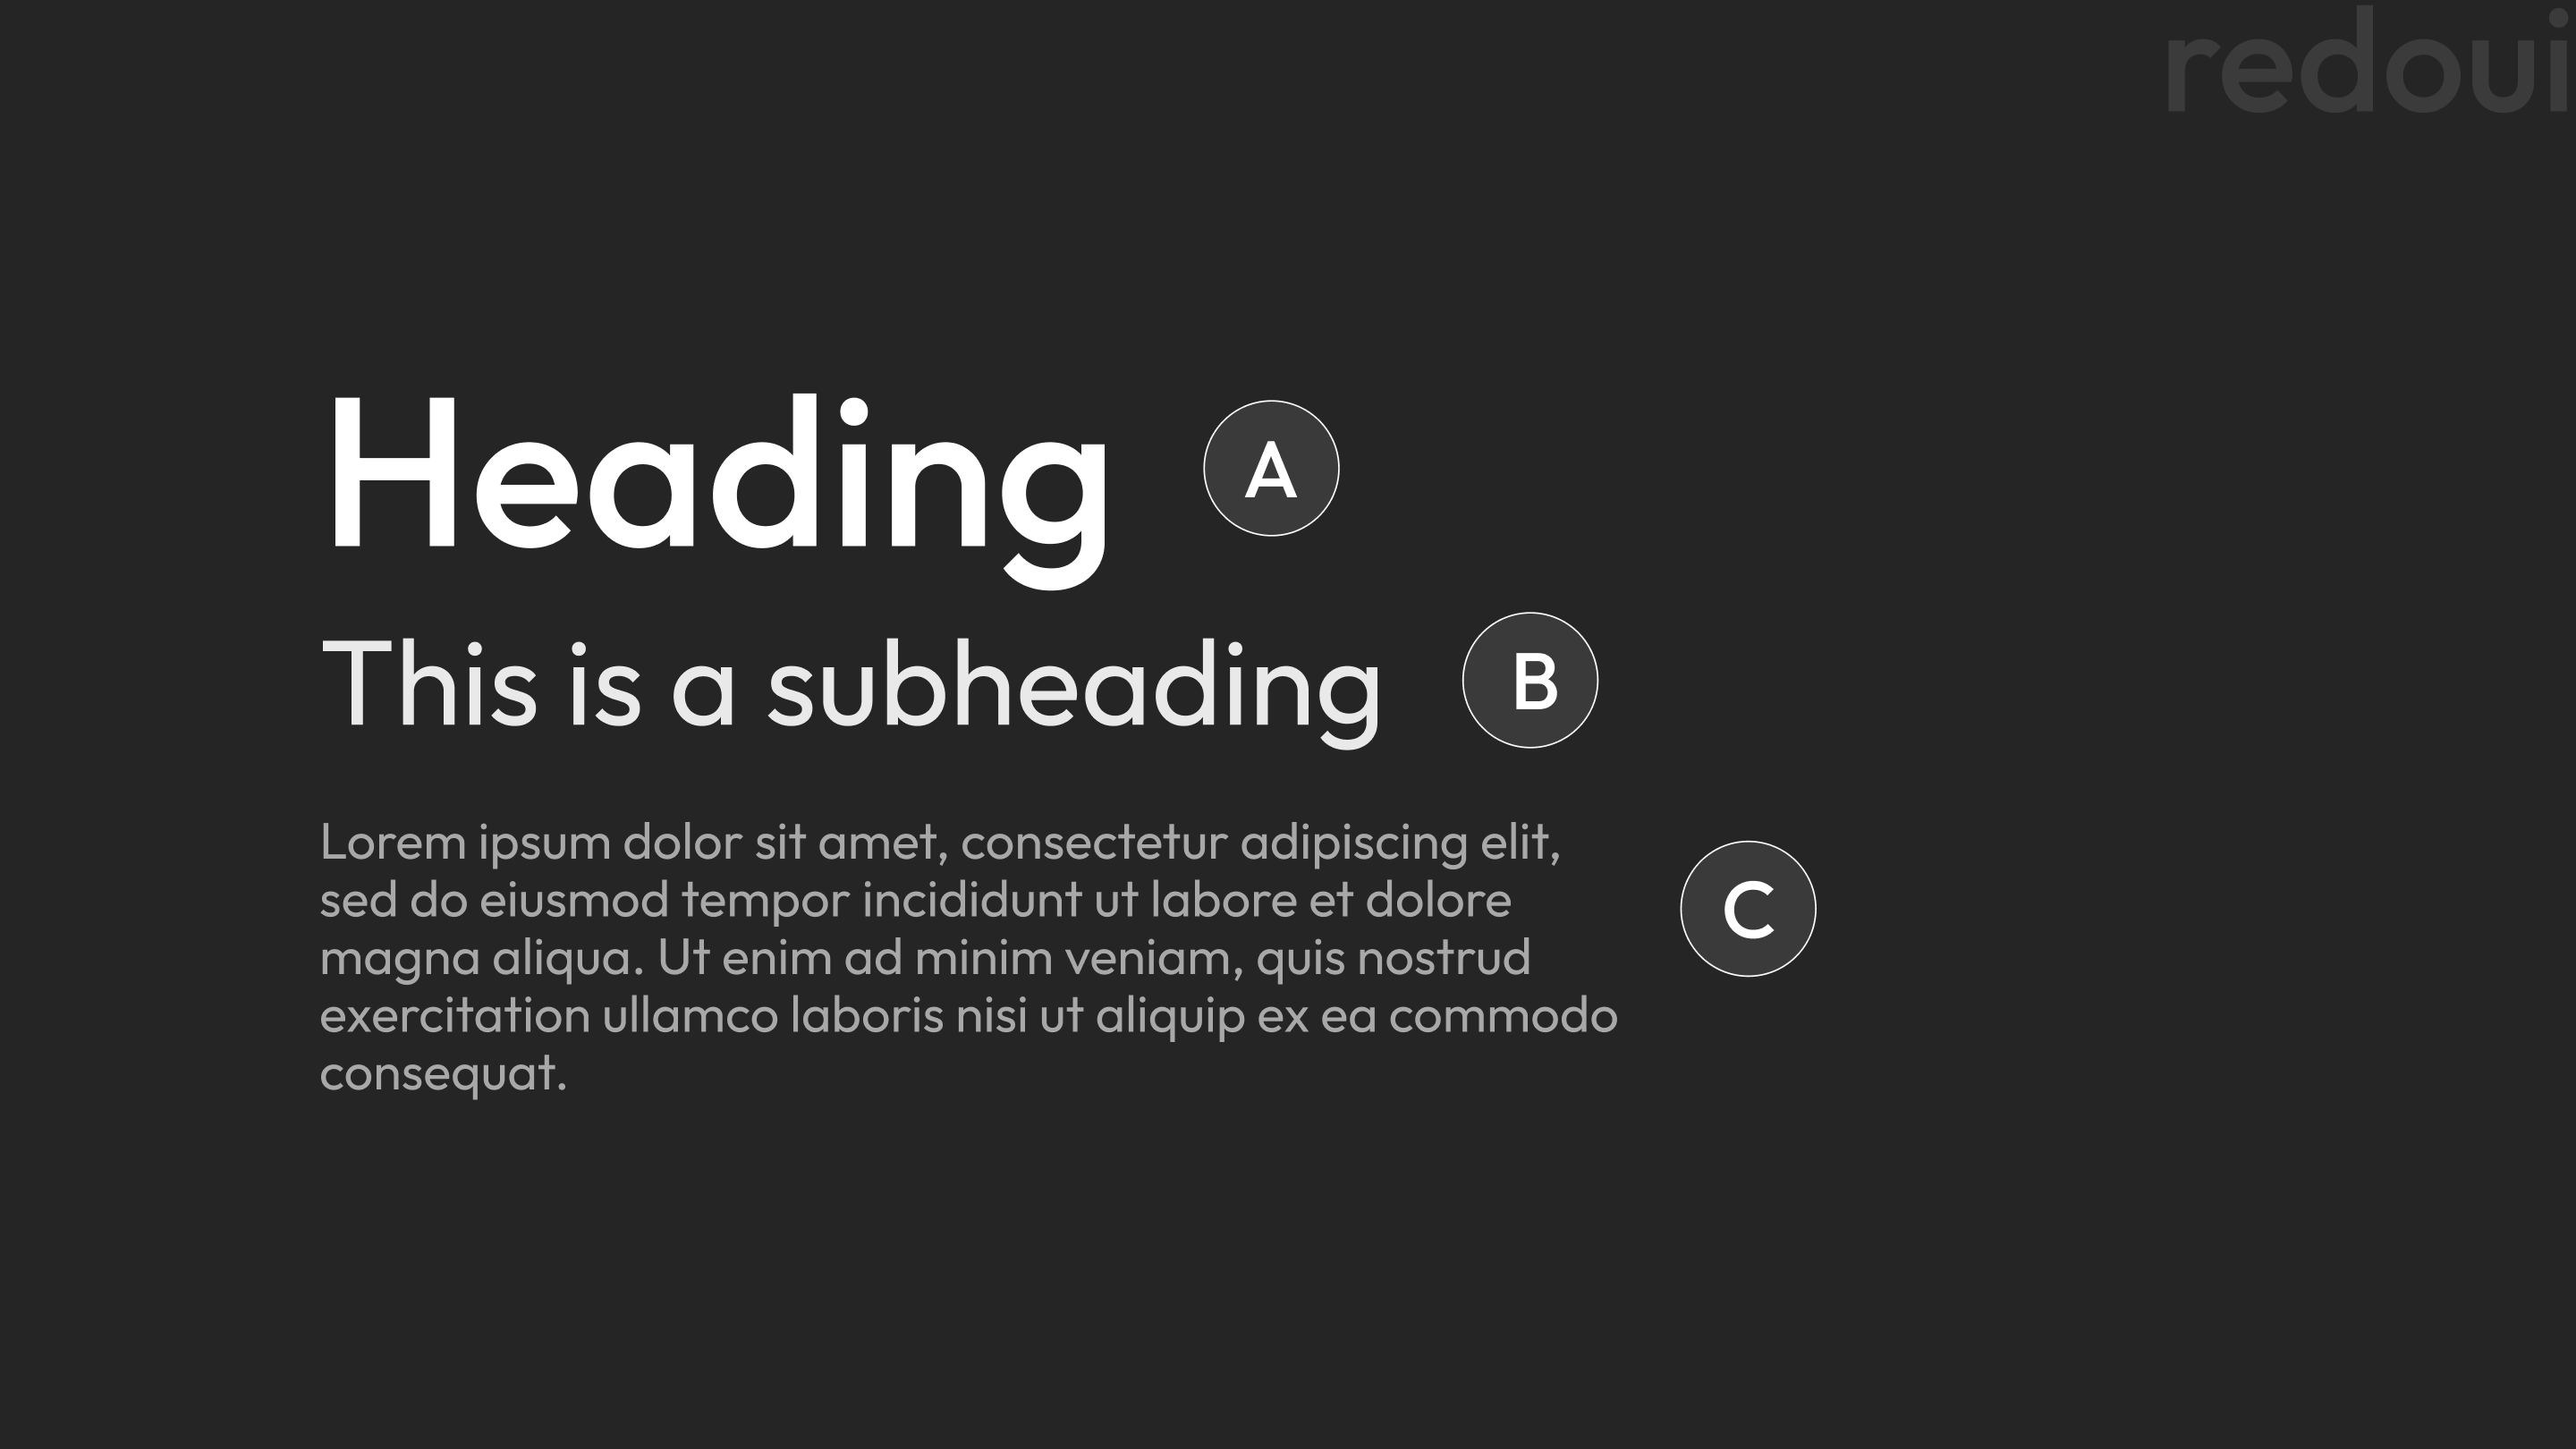 redoui
Heading
A
This is a subheading
B
Lorem ipsum dolor sit amet, consectetur adipiscing elit,
sed do eiusmod tempor incididunt ut labore et dolore
magna aliqua. Ut enim ad minim veniam, quis nostrud
exercitation ullamco laboris nisi ut aliquip ex ea commodo
consequat.
C